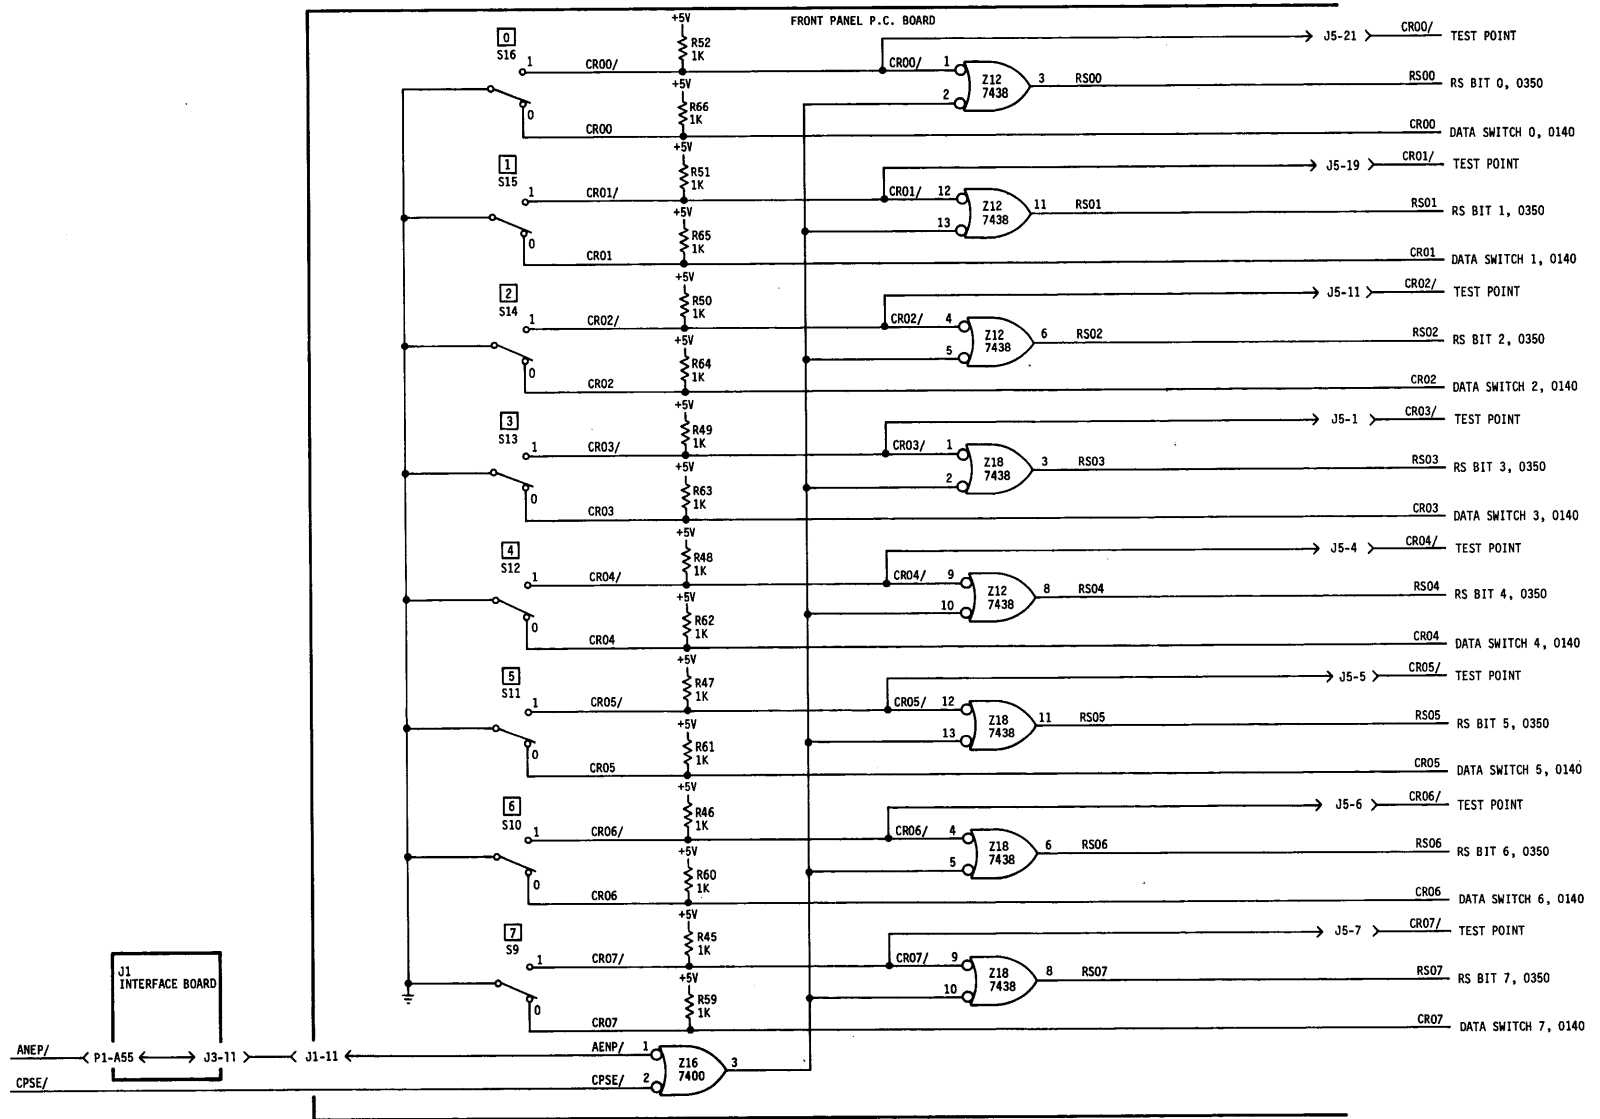 FRONT PANEL P.C. BOARD
+5V
0
S16
R52
1K
1
CR00/
CR00/
1
J5-21
CR00/
TEST POINT
+5V
Z12
7438
3
RS00
RS00
RS BIT 0, 0350
2
R66
1K
0
CR00
CR00
DATA SWITCH 0, 0140
+5V
1
S15
R51
1K
1
CR01/
CR01/
12
J5-19
CR01/
TEST POINT
+5V
Z12
7438
11
RS01
RS01
RS BIT 1, 0350
13
R65
1K
0
CR01
CR01
DATA SWITCH 1, 0140
+5V
2
S14
R50
1K
1
CR02/
CR02/
4
J5-11
CR02/
TEST POINT
+5V
Z12
7438
6
RS02
RS02
RS BIT 2, 0350
5
R64
1K
0
CR02
CR02
DATA SWITCH 2, 0140
+5V
3
S13
R49
1K
1
CR03/
CR03/
1
J5-1
CR03/
TEST POINT
+5V
Z18
7438
3
RS03
RS03
RS BIT 3, 0350
2
R63
1K
0
CR03
CR03
DATA SWITCH 3, 0140
+5V
4
S12
R48
1K
1
CR04/
CR04/
9
J5-4
CR04/
TEST POINT
+5V
Z12
7438
8
RS04
RS04
RS BIT 4, 0350
10
R62
1K
0
CR04
CR04
DATA SWITCH 4, 0140
+5V
5
S11
R47
1K
1
CR05/
CR05/
12
J5-5
CR05/
TEST POINT
+5V
Z18
7438
11
RS05
RS05
RS BIT 5, 0350
13
R61
1K
0
CR05
CR05
DATA SWITCH 5, 0140
+5V
6
S10
R46
1K
1
CR06/
CR06/
4
J5-6
CR06/
TEST POINT
+5V
Z18
7438
6
RS06
RS06
RS BIT 6, 0350
5
R60
1K
0
CR06
CR06
DATA SWITCH 6, 0140
+5V
7
S9
R45
1K
1
CR07/
CR07/
9
J5-7
CR07/
TEST POINT
+5V
Z18
7438
8
RS07
RS07
RS BIT 7, 0350
10
R59
1K
0
CR07
CR07
DATA SWITCH 7, 0140
J1
INTERFACE BOARD
ANEP/
P1-A55
J3-11
J1-11
AENP/
1
Z16
7400
3
CPSE/
CPSE/
2